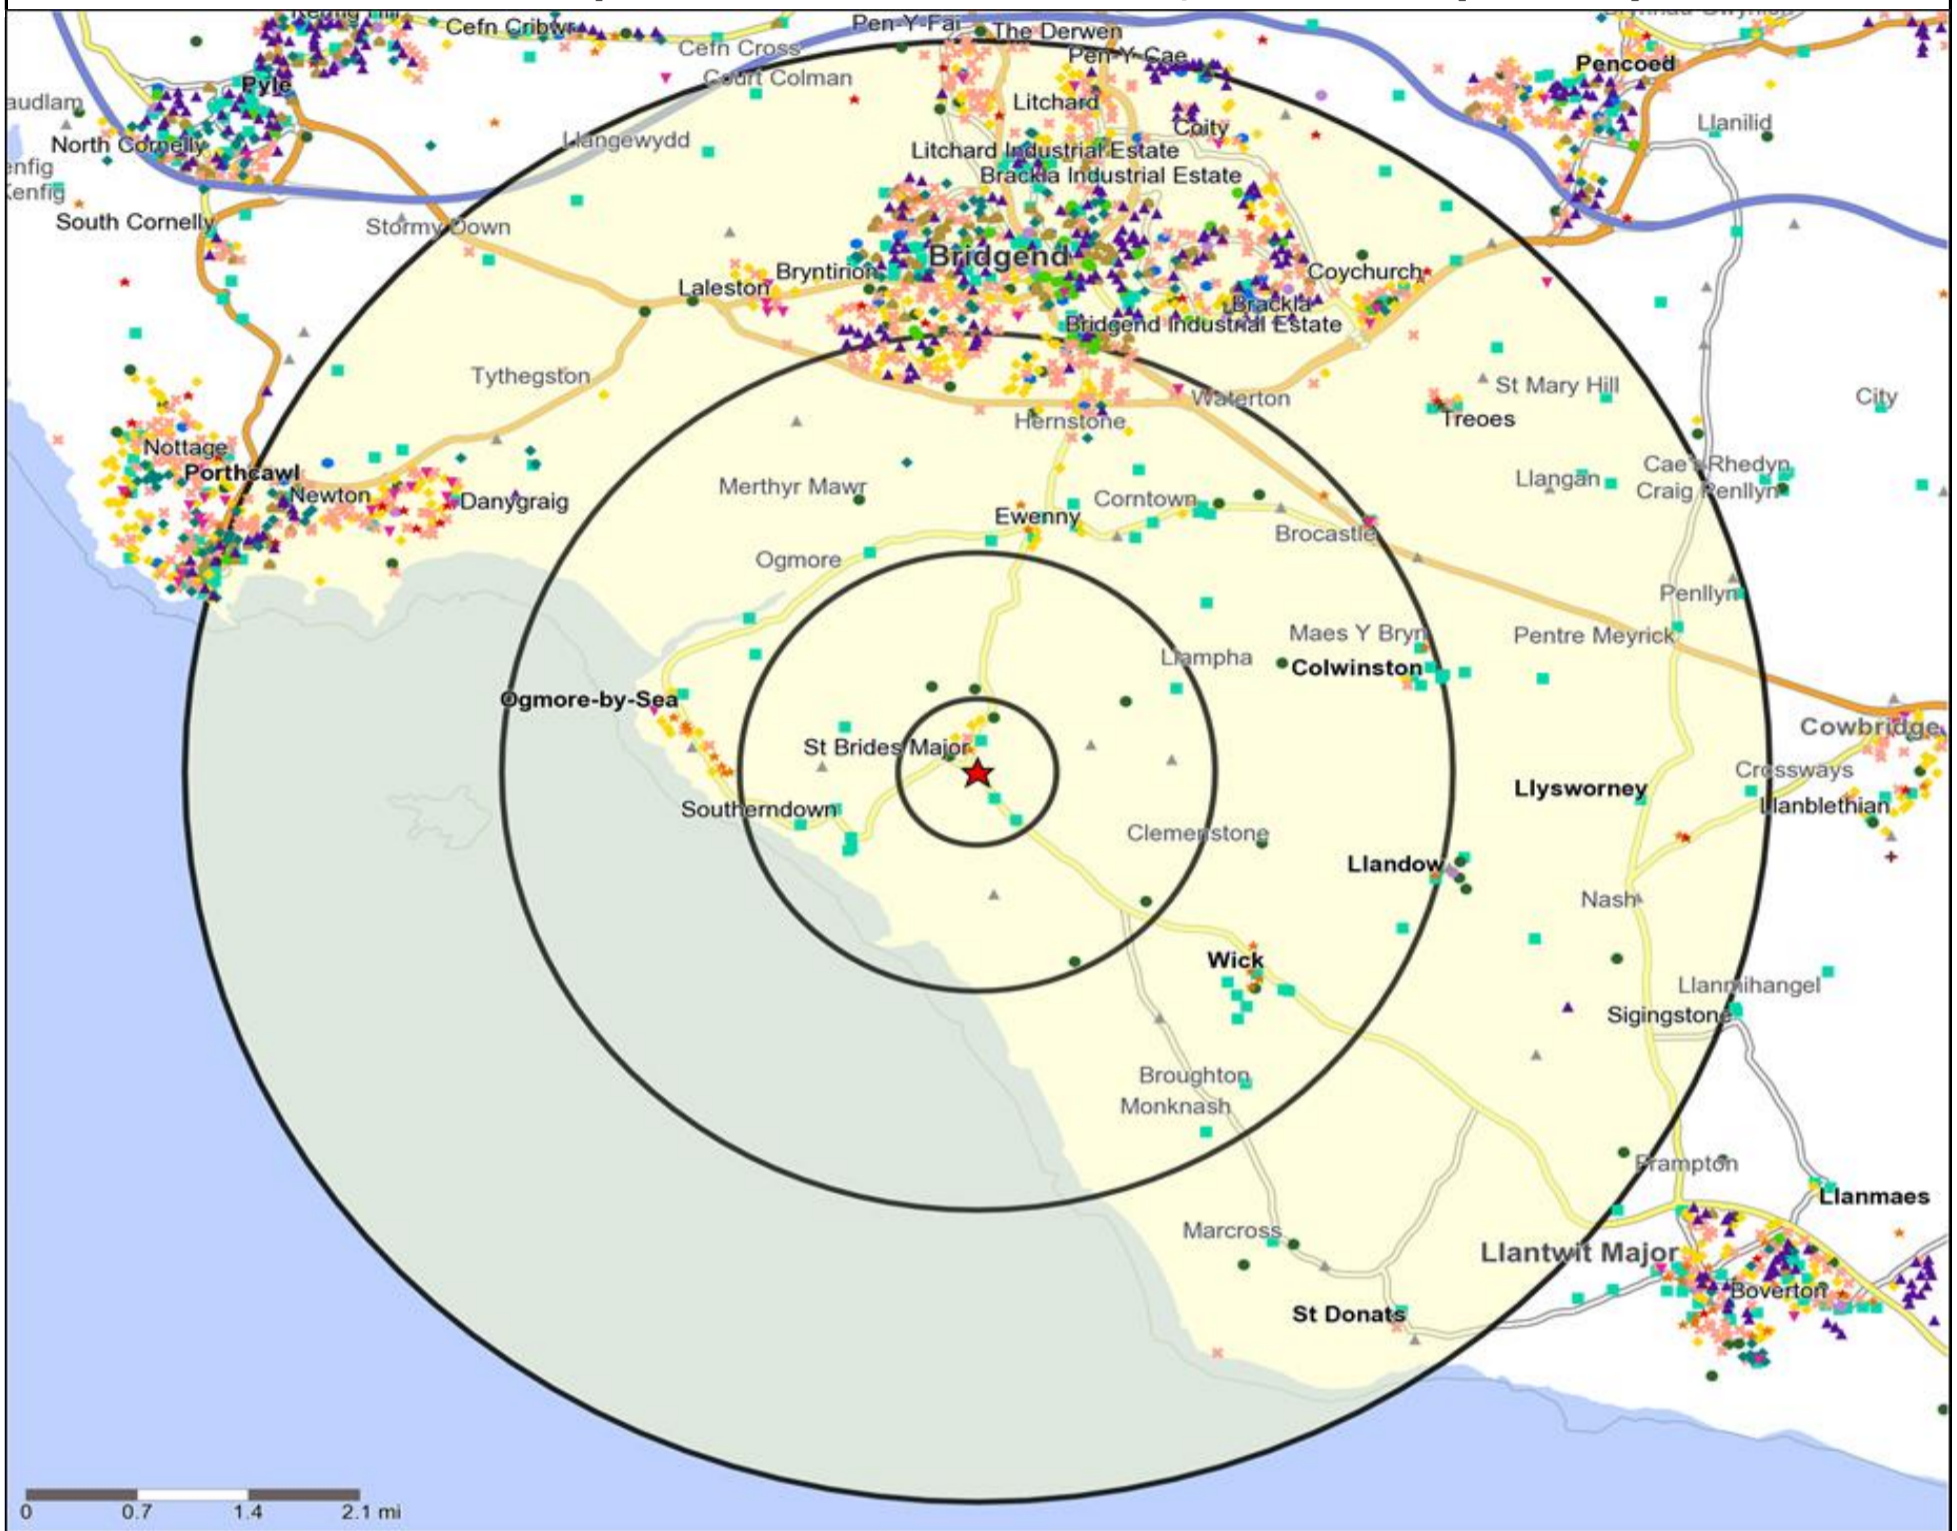 Cefn Cribwr
Pen-Y-Fai
The Derwen
Cefn Cross
Pen-Y-Cae
Pencoed
Court Colman
Pyle
audlam
Litchard
Llanilid
Coity
North Cornelly
Llangewydd
Litchard Industrial Estate
enfig
Brackla Industrial Estate
Kenfig
South Cornelly
Stormy Down
Bridgend
Bryntirion
Coychurch
Laleston
Brackla
Bridgend Industrial Estate
Tythegston
St Mary Hill
Waterton
City
Treoes
Hernstone
Nottage
Cae'r Rhedyn
Porthcawl
Llangan
Merthyr Mawr
Newton
Corntown
Craig Penllyn
Danygraig
Ewenny
Brocastle
Ogmore
Penllyn
Maes Y Bryn
Pentre Meyrick
Llampha
Colwinston
Ogmore-by-Sea
Cowbridge
St Brides Major
Crossways
Llysworney
Southerndown
Llanblethian
Clemenstone
Llandow
Nash
Wick
Llanmihangel
Sigingstone
Broughton
Monknash
Frampton
Llanmaes
Marcross
Llantwit Major
Boverton
St Donats
0 0.7 1.4 2.1 mi